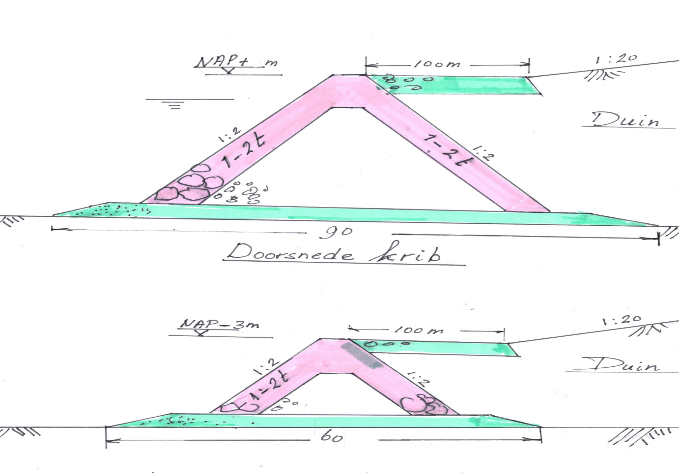 NAP+ m
100m
1:20
Duin
1:2
1-2t
1-2t
1:2
90
Doorsnede krib
NAP-3m
100m
1:20
Duin
1:2
1-2t
1:2
60